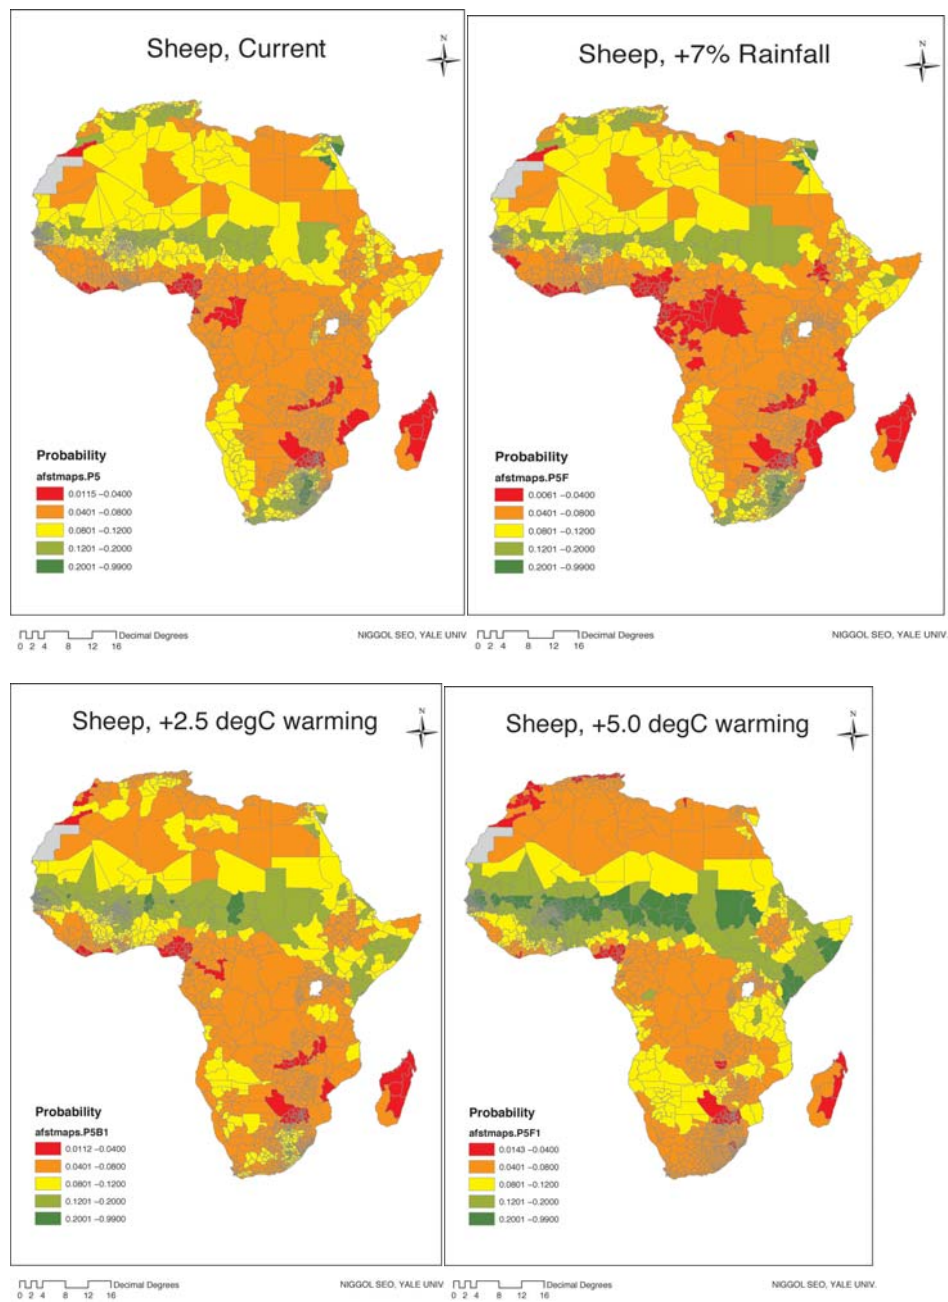 Sheep, Current
N
Probability
afstmaps.P5
0.0115 –0.0400
0.0401 –0.0800
0.0801 –0.1200
0.1201 –0.2000
0.2001 –0.9900
Decimal Degrees
0 2 4 8 12 16
NIGGOL SEO, YALE UNIV
Sheep, +7% Rainfall
N
Probability
afstmaps.P5F
0.0061 –0.0400
0.0401 –0.0800
0.0801 –0.1200
0.1201 –0.2000
0.2001 –0.9900
Decimal Degrees
0 2 4 8 12 16
NIGGOL SEO, YALE UNIV.
Sheep, +2.5 degC warming
N
Probability
afstmaps.P5B1
0.0112 –0.0400
0.0401 –0.0800
0.0801 –0.1200
0.1201 –0.2000
0.2001 –0.9900
Decimal Degrees
0 2 4 8 12 16
NIGGOL SEO, YALE UNIV
Sheep, +5.0 degC warming
N
Probability
afstmaps.P5F1
0.0143 –0.0400
0.0401 –0.0800
0.0801 –0.1200
0.1201 –0.2000
0.2001 –0.9900
Decimal Degrees
0 2 4 8 12 16
NIGGOL SEO, YALE UNIV.